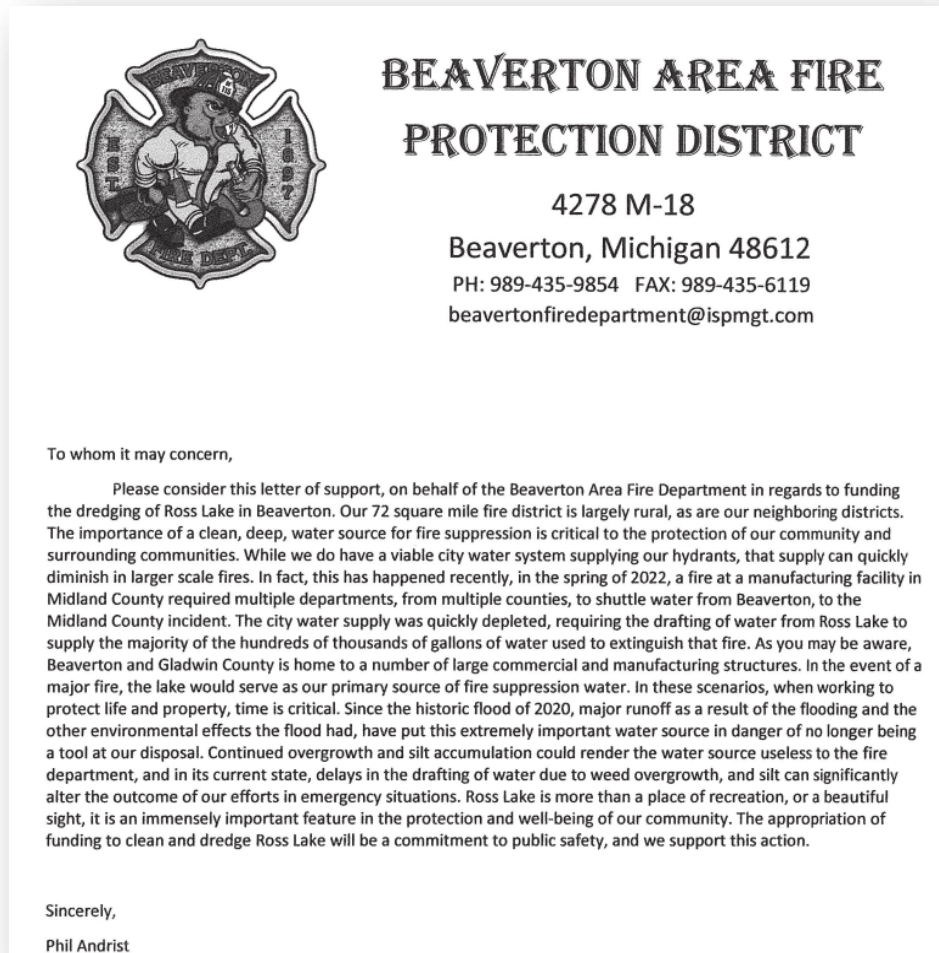 BEAVERTON
EST.
1897
FIRE DEPT.
BEAVERTON AREA FIRE
PROTECTION DISTRICT
4278 M-18
Beaverton, Michigan 48612
PH: 989-435-9854 FAX: 989-435-6119
beavertonfiredepartment@ispmgt.com
To whom it may concern,
Please consider this letter of support, on behalf of the Beaverton Area Fire Department in regards to funding
the dredging of Ross Lake in Beaverton. Our 72 square mile fire district is largely rural, as are our neighboring districts.
The importance of a clean, deep, water source for fire suppression is critical to the protection of our community and
surrounding communities. While we do have a viable city water system supplying our hydrants, that supply can quickly
diminish in larger scale fires. In fact, this has happened recently, in the spring of 2022, a fire at a manufacturing facility in
Midland County required multiple departments, from multiple counties, to shuttle water from Beaverton, to the
Midland County incident. The city water supply was quickly depleted, requiring the drafting of water from Ross Lake to
supply the majority of the hundreds of thousands of gallons of water used to extinguish that fire. As you may be aware,
Beaverton and Gladwin County is home to a number of large commercial and manufacturing structures. In the event of a
major fire, the lake would serve as our primary source of fire suppression water. In these scenarios, when working to
protect life and property, time is critical. Since the historic flood of 2020, major runoff as a result of the flooding and the
other environmental effects the flood had, have put this extremely important water source in danger of no longer being
a tool at our disposal. Continued overgrowth and silt accumulation could render the water source useless to the fire
department, and in its current state, delays in the drafting of water due to weed overgrowth, and silt can significantly
alter the outcome of our efforts in emergency situations. Ross Lake is more than a place of recreation, or a beautiful
sight, it is an immensely important feature in the protection and well-being of our community. The appropriation of
funding to clean and dredge Ross Lake will be a commitment to public safety, and we support this action.
Sincerely,
Phil Andrist